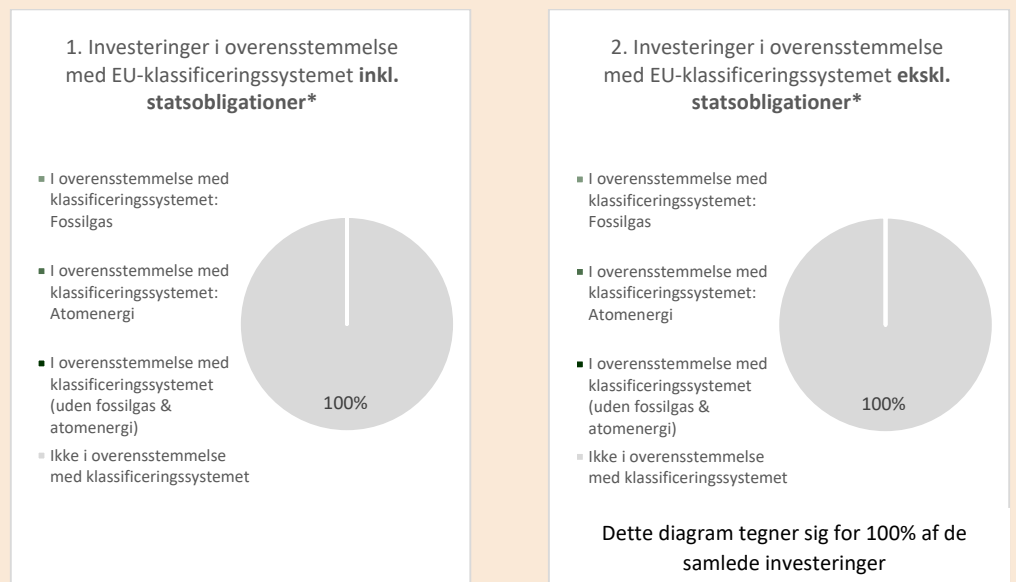 1. Investeringer i overensstemmelse
med EU-klassificeringssystemet inkl.
statsobligationer*
I overensstemmelse med
klassificeringssystemet:
Fossilgas
I overensstemmelse med
klassificeringssystemet:
Atomenergi
I overensstemmelse med
klassificeringssystemet
(uden fossilgas &
atomenergi)
Ikke i overensstemmelse
med klassificeringssystemet
100%
2. Investeringer i overensstemmelse
med EU-klassificeringssystemet ekskl.
statsobligationer*
I overensstemmelse med
klassificeringssystemet:
Fossilgas
I overensstemmelse med
klassificeringssystemet:
Atomenergi
I overensstemmelse med
klassificeringssystemet
(uden fossilgas &
atomenergi)
Ikke i overensstemmelse
med klassificeringssystemet
100%
Dette diagram tegner sig for 100% af de
samlede investeringer